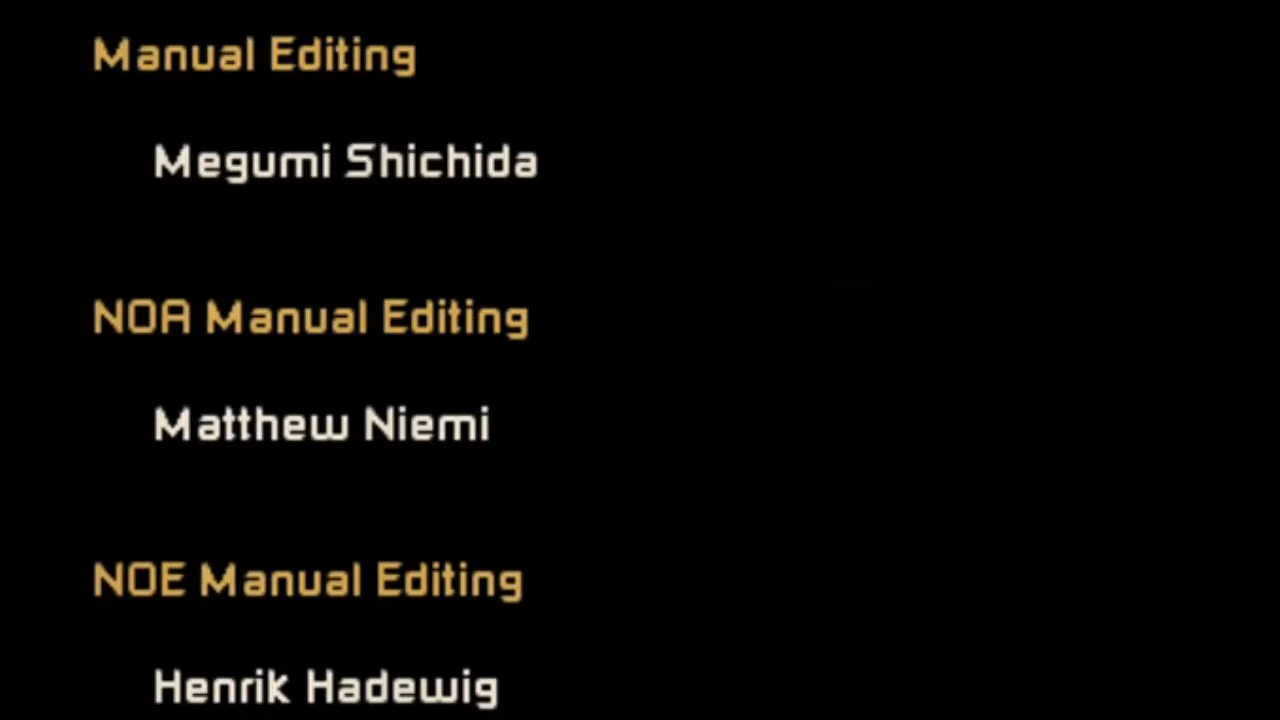 Manual Editing
Megumi Shichida
NOA Manual Editing
Matthew Niemi
NOE Manual Editing
Henrik Hadewig